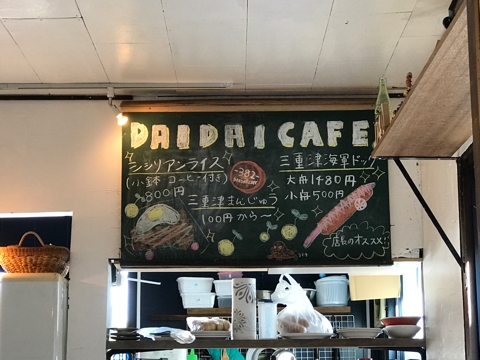 DAIDAI CAFE
シシリアンライス
(小鉢 コーヒー付き)
800円
-382-
三重津まんじゅう
100円から〜
三重津海軍ドッグ
大舟1480円
小舟500円
店長のオススメ!